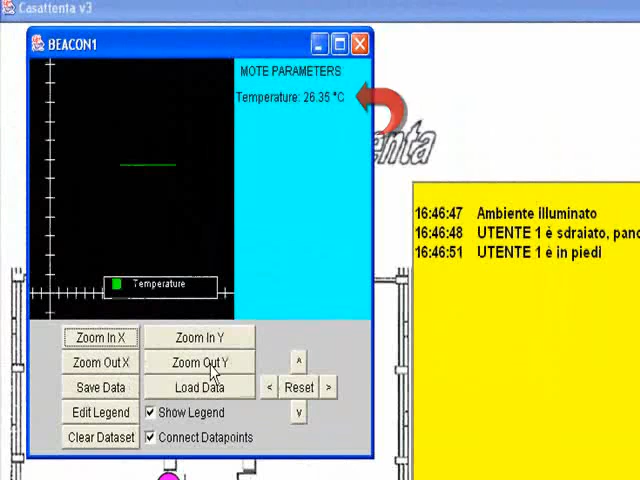 Casattenta v3
BEACON1
MOTE PARAMETERS
Temperature: 26.35 °C
enta
16:46:47 Ambiente illuminato
16:46:48 UTENTE 1 è sdraiato, panc
16:46:51 UTENTE 1 è in piedi
Temperature
Zoom In X Zoom In Y
Zoom Out X Zoom Out Y ^
Save Data Load Data < Reset >
Edit Legend Show Legend v
Clear Dataset Connect Datapoints